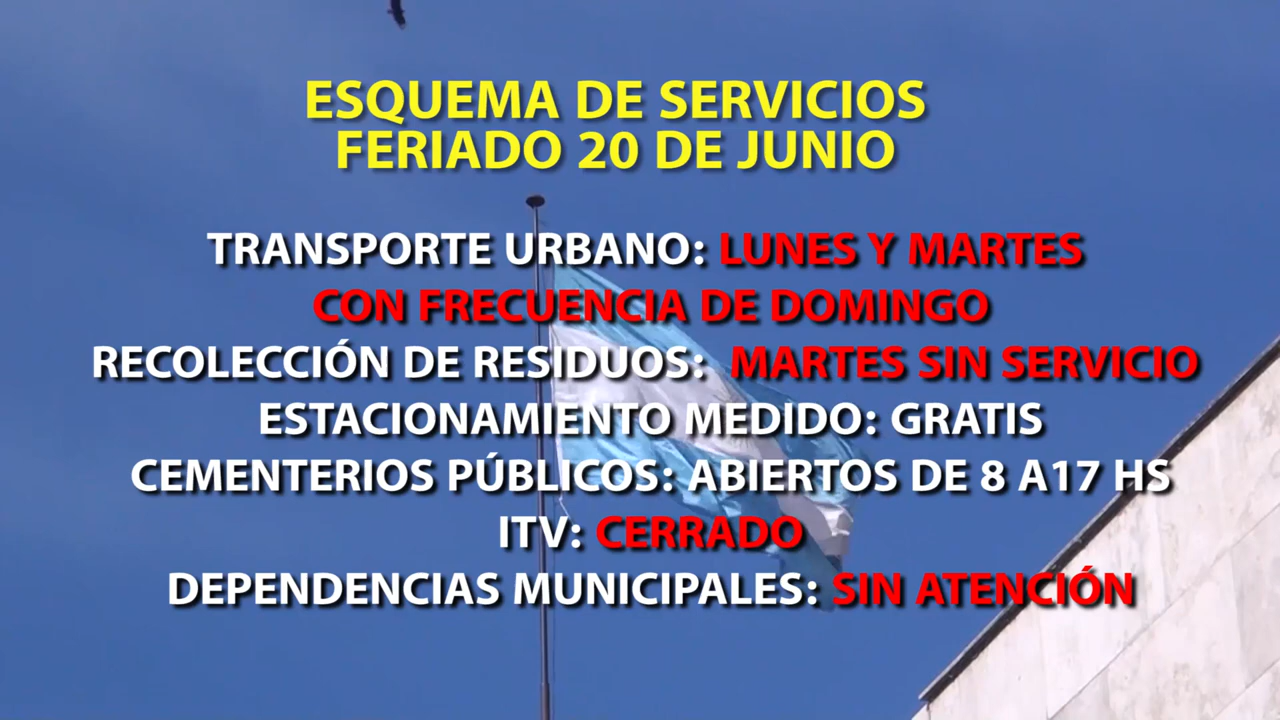 ESQUEMA DE SERVICIOS
FERIADO 20 DE JUNIO
TRANSPORTE URBANO: LUNES Y MARTES
CON FRECUENCIA DE DOMINGO
RECOLECCIÓN DE RESIDUOS: MARTES SIN SERVICIO
ESTACIONAMIENTO MEDIDO: GRATIS
CEMENTERIOS PÚBLICOS: ABIERTOS DE 8 A17 HS
ITV: CERRADO
DEPENDENCIAS MUNICIPALES: SIN ATENCIÓN